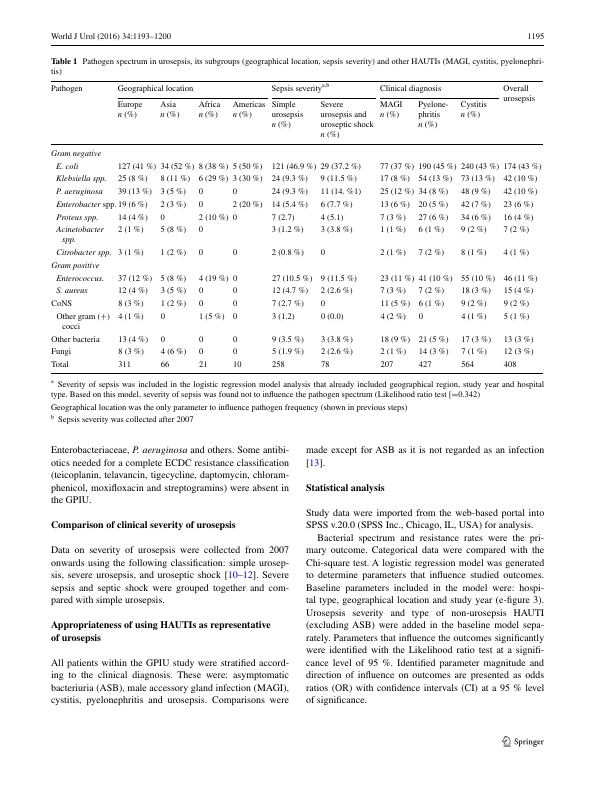 World J Urol (2016) 34:1193–1200
1195
Table 1 Pathogen spectrum in urosepsis, its subgroups (geographical location, sepsis severity) and other HAUTIs (MAGI, cystitis, pyelonephri-
tis)
Pathogen Geographical location Sepsis severitya,b Clinical diagnosis Overall urosepsis
Europe n (%) Asia n (%) Africa n (%) Americas n (%) Simple urosepsis n (%) Severe urosepsis and uroseptic shock n (%) MAGI n (%) Pyelone-phritis n (%) Cystitis n (%) n (%)
Gram negative
E. coli 127 (41 %) 34 (52 %) 8 (38 %) 5 (50 %) 121 (46.9 %) 29 (37.2 %) 77 (37 %) 190 (45 %) 240 (43 %) 174 (43 %)
Klebsiella spp. 25 (8 %) 8 (11 %) 6 (29 %) 3 (30 %) 24 (9.3 %) 9 (11.5 %) 17 (8 %) 54 (13 %) 73 (13 %) 42 (10 %)
P. aeruginosa 39 (13 %) 3 (5 %) 0 0 24 (9.3 %) 11 (14. %1) 25 (12 %) 34 (8 %) 48 (9 %) 42 (10 %)
Enterobacter spp. 19 (6 %) 2 (3 %) 0 2 (20 %) 14 (5.4 %) 6 (7.7 %) 13 (6 %) 20 (5 %) 42 (7 %) 23 (6 %)
Proteus spp. 14 (4 %) 0 2 (10 %) 0 7 (2.7) 4 (5.1) 7 (3 %) 27 (6 %) 34 (6 %) 16 (4 %)
Acinetobacter spp. 2 (1 %) 5 (8 %) 0 3 (1.2 %) 3 (3.8 %) 1 (1 %) 6 (1 %) 9 (2 %) 7 (2 %)
Citrobacter spp. 3 (1 %) 1 (2 %) 0 0 2 (0.8 %) 0 2 (1 %) 7 (2 %) 8 (1 %) 4 (1 %)
Gram positive
Enterococcus. 37 (12 %) 5 (8 %) 4 (19 %) 0 27 (10.5 %) 9 (11.5 %) 23 (11 %) 41 (10 %) 55 (10 %) 46 (11 %)
S. aureus 12 (4 %) 3 (5 %) 0 0 12 (4.7 %) 2 (2.6 %) 7 (3 %) 7 (2 %) 18 (3 %) 15 (4 %)
CoNS 8 (3 %) 1 (2 %) 0 0 7 (2.7 %) 0 11 (5 %) 6 (1 %) 9 (2 %) 9 (2 %)
Other gram (+) cocci 4 (1 %) 0 1 (5 %) 0 3 (1.2) 0 (0.0) 4 (2 %) 0 4 (1 %) 5 (1 %)
Other bacteria 13 (4 %) 0 0 0 9 (3.5 %) 3 (3.8 %) 18 (9 %) 21 (5 %) 17 (3 %) 13 (3 %)
Fungi 8 (3 %) 4 (6 %) 0 0 5 (1.9 %) 2 (2.6 %) 2 (1 %) 14 (3 %) 7 (1 %) 12 (3 %)
Total 311 66 21 10 258 78 207 427 564 408
a Severity of sepsis was included in the logistic regression model analysis that already included geographical region, study year and hospital
type. Based on this model, severity of sepsis was found not to influence the pathogen spectrum (Likelihood ratio test [=0.342)
Geographical location was the only parameter to influence pathogen frequency (shown in previous steps)
b Sepsis severity was collected after 2007
Enterobacteriaceae, P. aeruginosa and others. Some antibi-
otics needed for a complete ECDC resistance classification
(teicoplanin, telavancin, tigecycline, daptomycin, chloram-
phenicol, moxifloxacin and streptogramins) were absent in
the GPIU.
Comparison of clinical severity of urosepsis
Data on severity of urosepsis were collected from 2007
onwards using the following classification: simple urosep-
sis, severe urosepsis, and uroseptic shock [10–12]. Severe
sepsis and septic shock were grouped together and com-
pared with simple urosepsis.
Appropriateness of using HAUTIs as representative
of urosepsis
All patients within the GPIU study were stratified accord-
ing to the clinical diagnosis. These were: asymptomatic
bacteriuria (ASB), male accessory gland infection (MAGI),
cystitis, pyelonephritis and urosepsis. Comparisons were
made except for ASB as it is not regarded as an infection
[13].
Statistical analysis
Study data were imported from the web-based portal into
SPSS v.20.0 (SPSS Inc., Chicago, IL, USA) for analysis.
Bacterial spectrum and resistance rates were the pri-
mary outcome. Categorical data were compared with the
Chi-square test. A logistic regression model was generated
to determine parameters that influence studied outcomes.
Baseline parameters included in the model were: hospi-
tal type, geographical location and study year (e-figure 3).
Urosepsis severity and type of non-urosepsis HAUTI
(excluding ASB) were added in the baseline model sepa-
rately. Parameters that influence the outcomes significantly
were identified with the Likelihood ratio test at a signifi-
cance level of 95 %. Identified parameter magnitude and
direction of influence on outcomes are presented as odds
ratios (OR) with confidence intervals (CI) at a 95 % level
of significance.
Springer